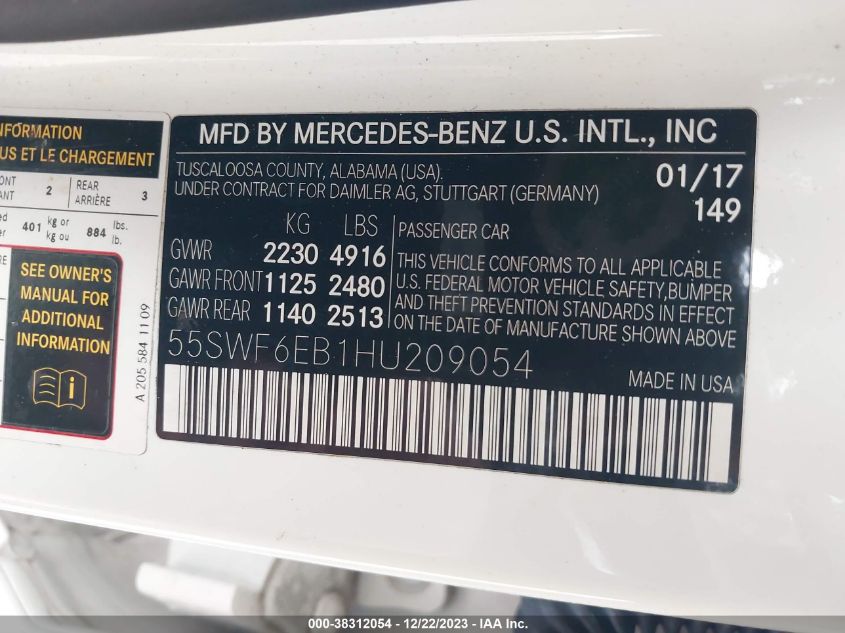 NFORMATION
US ET LE CHARGEMENT
ONT
ANT
2
REAR
ARRIÈRE
3
401
kg or
kg ou
884
lbs.
lb.
SEE OWNER'S
MANUAL FOR
ADDITIONAL
INFORMATION
A 205 584 11 09
MFD BY MERCEDES-BENZ U.S. INTL., INC
TUSCALOOSA COUNTY, ALABAMA (USA).
UNDER CONTRACT FOR DAIMLER AG, STUTTGART (GERMANY)
01/17
149
KG LBS
GVWR 2230 4916
GAWR FRONT 1125 2480
GAWR REAR 1140 2513
PASSENGER CAR
THIS VEHICLE CONFORMS TO ALL APPLICABLE
U.S. FEDERAL MOTOR VEHICLE SAFETY, BUMPER
AND THEFT PREVENTION STANDARDS IN EFFECT
ON THE DATE OF MANUFACTURE SHOWN ABOVE
55SWF6EB1HU209054
MADE IN USA
000-38312054 - 12/22/2023 - IAA Inc.